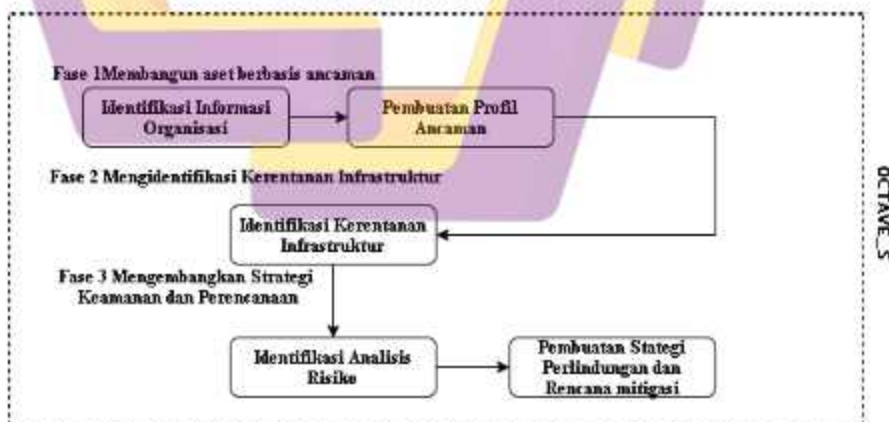 Fase 1Membangun aset berbasis ancaman
Identifikasi Informasi
Organisasi
Pembuatan Profil
Ancaman
Fase 2 Mengidentifikasi Kerentanan Infrastruktur
Identifikasi Kerentanan
Infrastruktur
Fase 3 Mengembangkan Strategi
Keamanan dan Perencanaan
Identifikasi Analisis
Risiko
Pembuatan Stategi
Perlindungan dan
Rencana mitigasi
OCTAVE_S